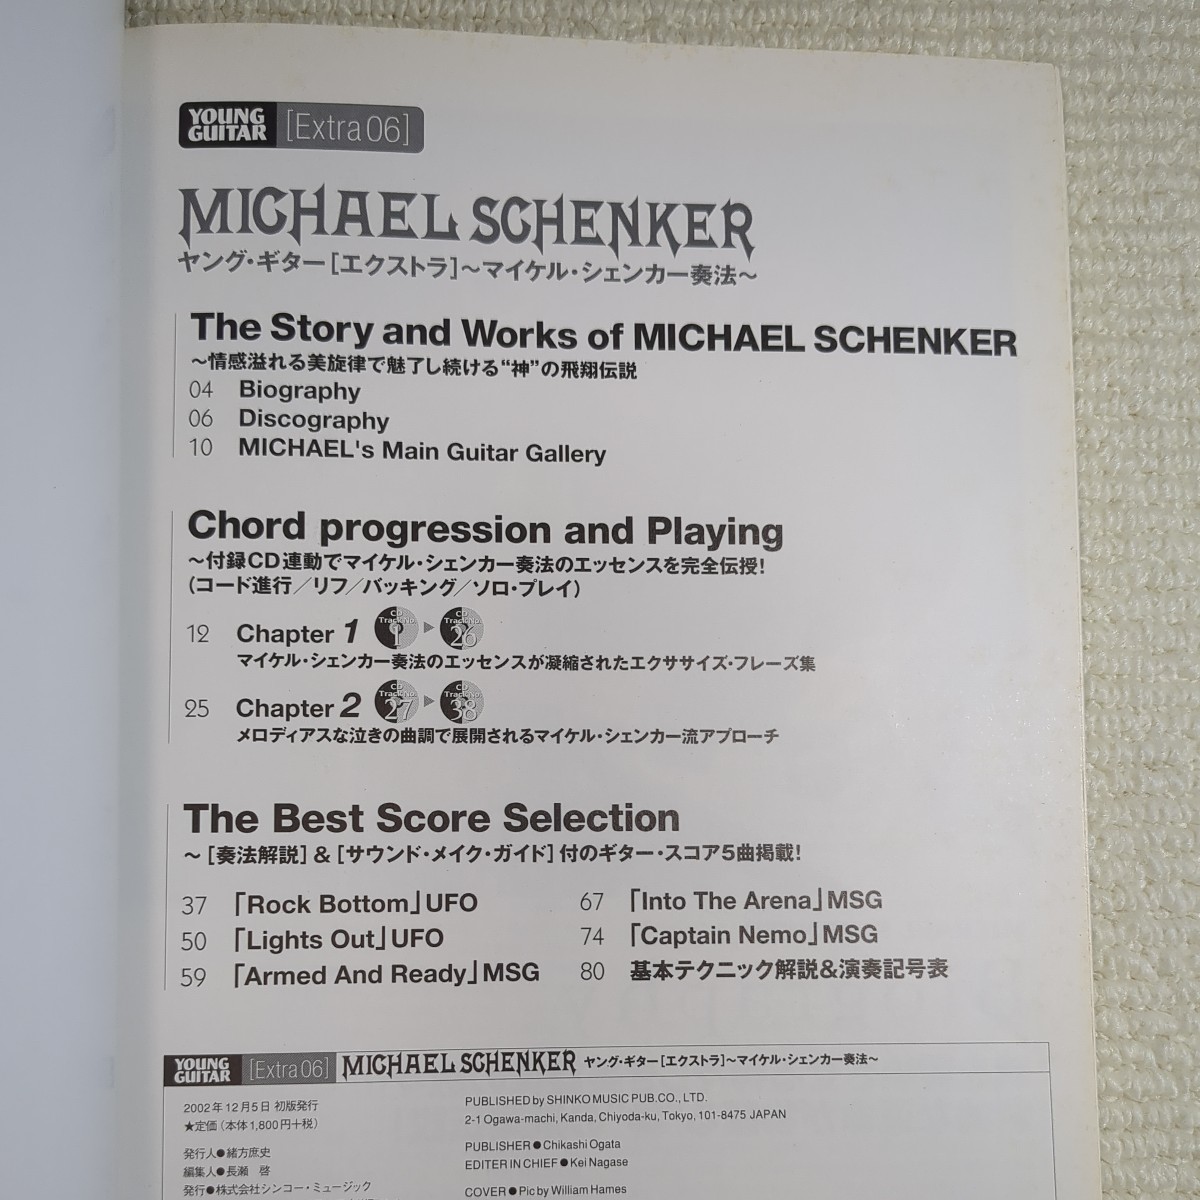 YOUNG
GUITAR [Extra 06]
MICHAEL SCHENKER
ヤング・ギター[エクストラ]～マイケル・シェンカー奏法～
The Story and Works of MICHAEL SCHENKER
～情感溢れる美旋律で魅了し続ける“神”の飛翔伝説
04 Biography
06 Discography
10 MICHAEL's Main Guitar Gallery
Chord progression and Playing
～付録CD連動でマイケル・シェンカー奏法のエッセンスを完全伝授!
(コード進行／リフ／バッキング／ソロ・プレイ)
12 Chapter 1 CD Track No. 1 ▶ CD Track No. 26
マイケル・シェンカー奏法のエッセンスが凝縮されたエクササイズ・フレーズ集
25 Chapter 2 CD Track No. 27 ▶ CD Track No. 38
メロディアスな泣きの曲調で展開されるマイケル・シェンカー流アプローチ
The Best Score Selection
～[奏法解説]&[サウンド・メイク・ガイド]付のギター・スコア5曲掲載!
37 「Rock Bottom」UFO
50 「Lights Out」UFO
59 「Armed And Ready」MSG
67 「Into The Arena」MSG
74 「Captain Nemo」MSG
80 基本テクニック解説&演奏記号表
YOUNG
GUITAR [Extra 06] MICHAEL SCHENKER ヤング・ギター[エクストラ]～マイケル・シェンカー奏法～
2002年12月5日 初版発行
★定価(本体1,800円+税)
発行人●緒方庶史
編集人●長瀬 啓
発行●株式会社シンコー・ミュージック
PUBLISHED by SHINKO MUSIC PUB.CO., LTD.
2-1 Ogawa-machi, Kanda, Chiyoda-ku, Tokyo, 101-8475 JAPAN
PUBLISHER●Chikashi Ogata
EDITER IN CHIEF●Kei Nagase
COVER●Pic by William Hames